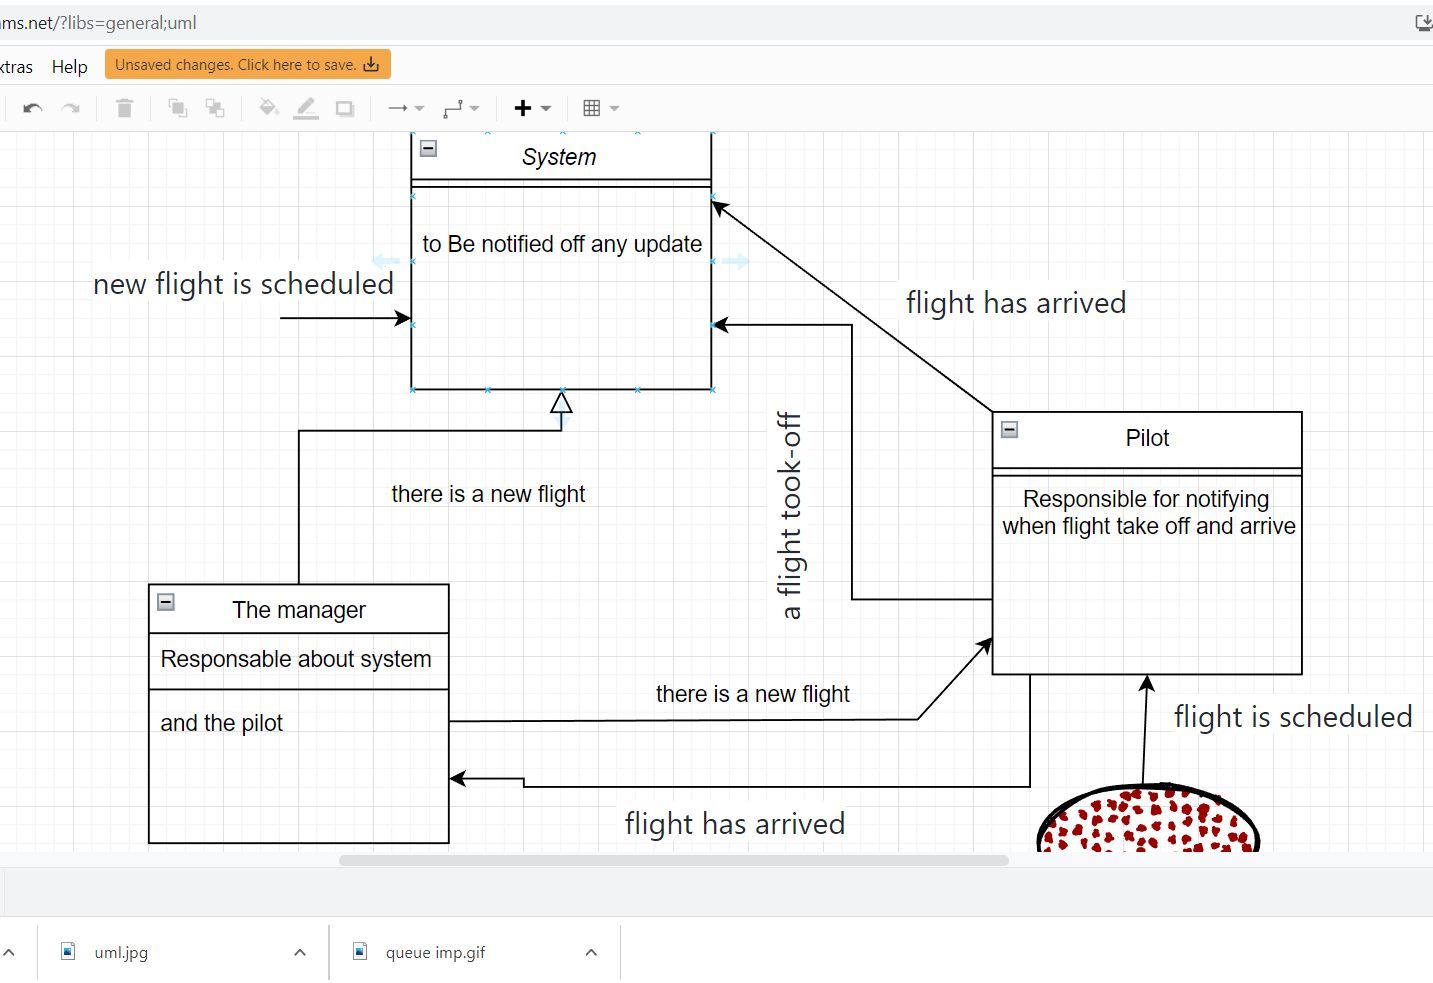 ms.net/?libs=general;uml
xtras Help Unsaved changes. Click here to save.
System
to Be notified off any update
new flight is scheduled
flight has arrived
a flight took-off
Pilot
Responsible for notifying
when flight take off and arrive
there is a new flight
The manager
Responsable about system
and the pilot
there is a new flight
flight is scheduled
flight has arrived
uml.jpg
queue imp.gif